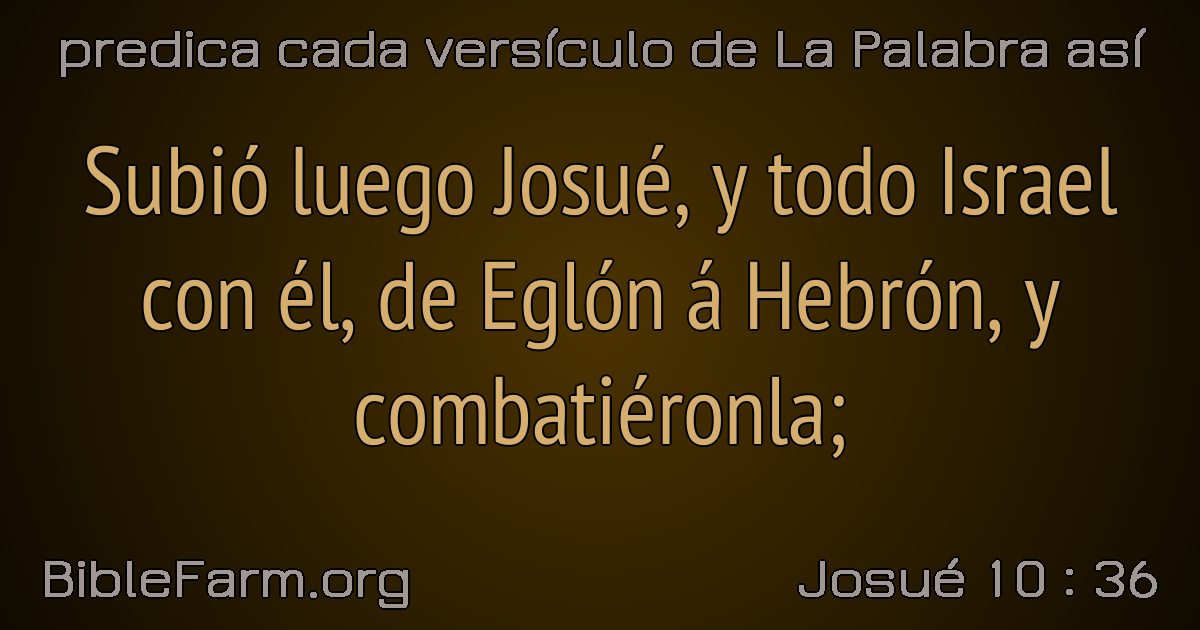 predica cada versículo de La Palabra así
Subió luego Josué, y todo Israel
con él, de Eglón á Hebrón, y
combatiéronla;
BibleFarm.org
Josué 10 : 36